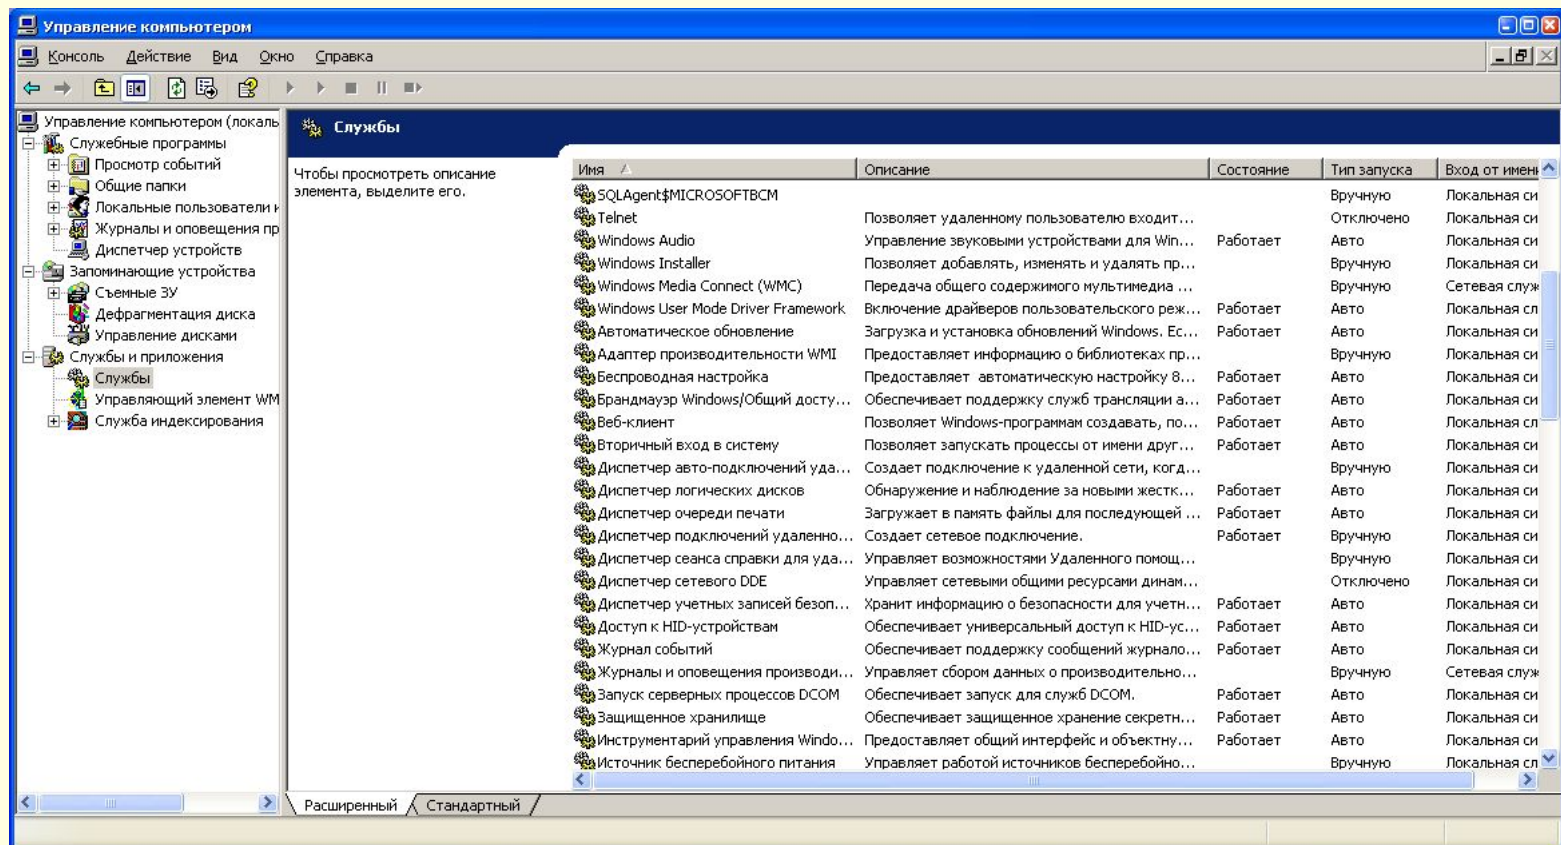 Управление компьютером
Консоль Действие Вид Окно Справка
Управление компьютером (локаль
Служебные программы
Просмотр событий
Общие папки
Локальные пользователи и
Журналы и оповещения пр
Диспетчер устройств
Запоминающие устройства
Съемные ЗУ
Дефрагментация диска
Управление дисками
Службы и приложения
Службы
Управляющий элемент WM
Служба индексирования
Службы
Чтобы просмотреть описание
элемента, выделите его.
Имя Описание Состояние Тип запуска Вход от имени
SQLAgent$MICROSOFTBCM Вручную Локальная си
Telnet Позволяет удаленному пользователю входит... Отключено Локальная си
Windows Audio Управление звуковыми устройствами для Win... Работает Авто Локальная си
Windows Installer Позволяет добавлять, изменять и удалять пр... Вручную Локальная си
Windows Media Connect (WMC) Передача общего содержимого мультимедиа ... Вручную Сетевая служ
Windows User Mode Driver Framework Включение драйверов пользовательского реж... Работает Авто Локальная сл
Автоматическое обновление Загрузка и установка обновлений Windows. Ес... Работает Авто Локальная си
Адаптер производительности WMI Предоставляет информацию о библиотеках пр... Вручную Локальная си
Беспроводная настройка Предоставляет автоматическую настройку 8... Работает Авто Локальная си
Брандмауэр Windows/Общий досту... Обеспечивает поддержку служб трансляции а... Работает Авто Локальная си
Веб-клиент Позволяет Windows-программам создавать, по... Работает Авто Локальная сл
Вторичный вход в систему Позволяет запускать процессы от имени друг... Работает Авто Локальная си
Диспетчер авто-подключений уда... Создает подключение к удаленной сети, когд... Вручную Локальная си
Диспетчер логических дисков Обнаружение и наблюдение за новыми жестк... Работает Авто Локальная си
Диспетчер очереди печати Загружает в память файлы для последующей ... Работает Авто Локальная си
Диспетчер подключений удаленно... Создает сетевое подключение. Работает Вручную Локальная си
Диспетчер сеанса справки для уда... Управляет возможностями Удаленного помощ... Вручную Локальная си
Диспетчер сетевого DDE Управляет сетевыми общими ресурсами динам... Отключено Локальная си
Диспетчер учетных записей безоп... Хранит информацию о безопасности для учетн... Работает Авто Локальная си
Доступ к HID-устройствам Обеспечивает универсальный доступ к HID-ус... Работает Авто Локальная си
Журнал событий Обеспечивает поддержку сообщений журнало... Работает Авто Локальная си
Журналы и оповещения производи... Управляет сбором данных о производительно... Вручную Сетевая служ
Запуск серверных процессов DCOM Обеспечивает запуск для служб DCOM. Работает Авто Локальная си
Защищенное хранилище Обеспечивает защищенное хранение секретн... Работает Авто Локальная си
Инструментарий управления Windo... Предоставляет общий интерфейс и объектну... Работает Авто Локальная си
Источник бесперебойного питания Управляет работой источников бесперебойно... Вручную Локальная сл
Расширенный Стандартный